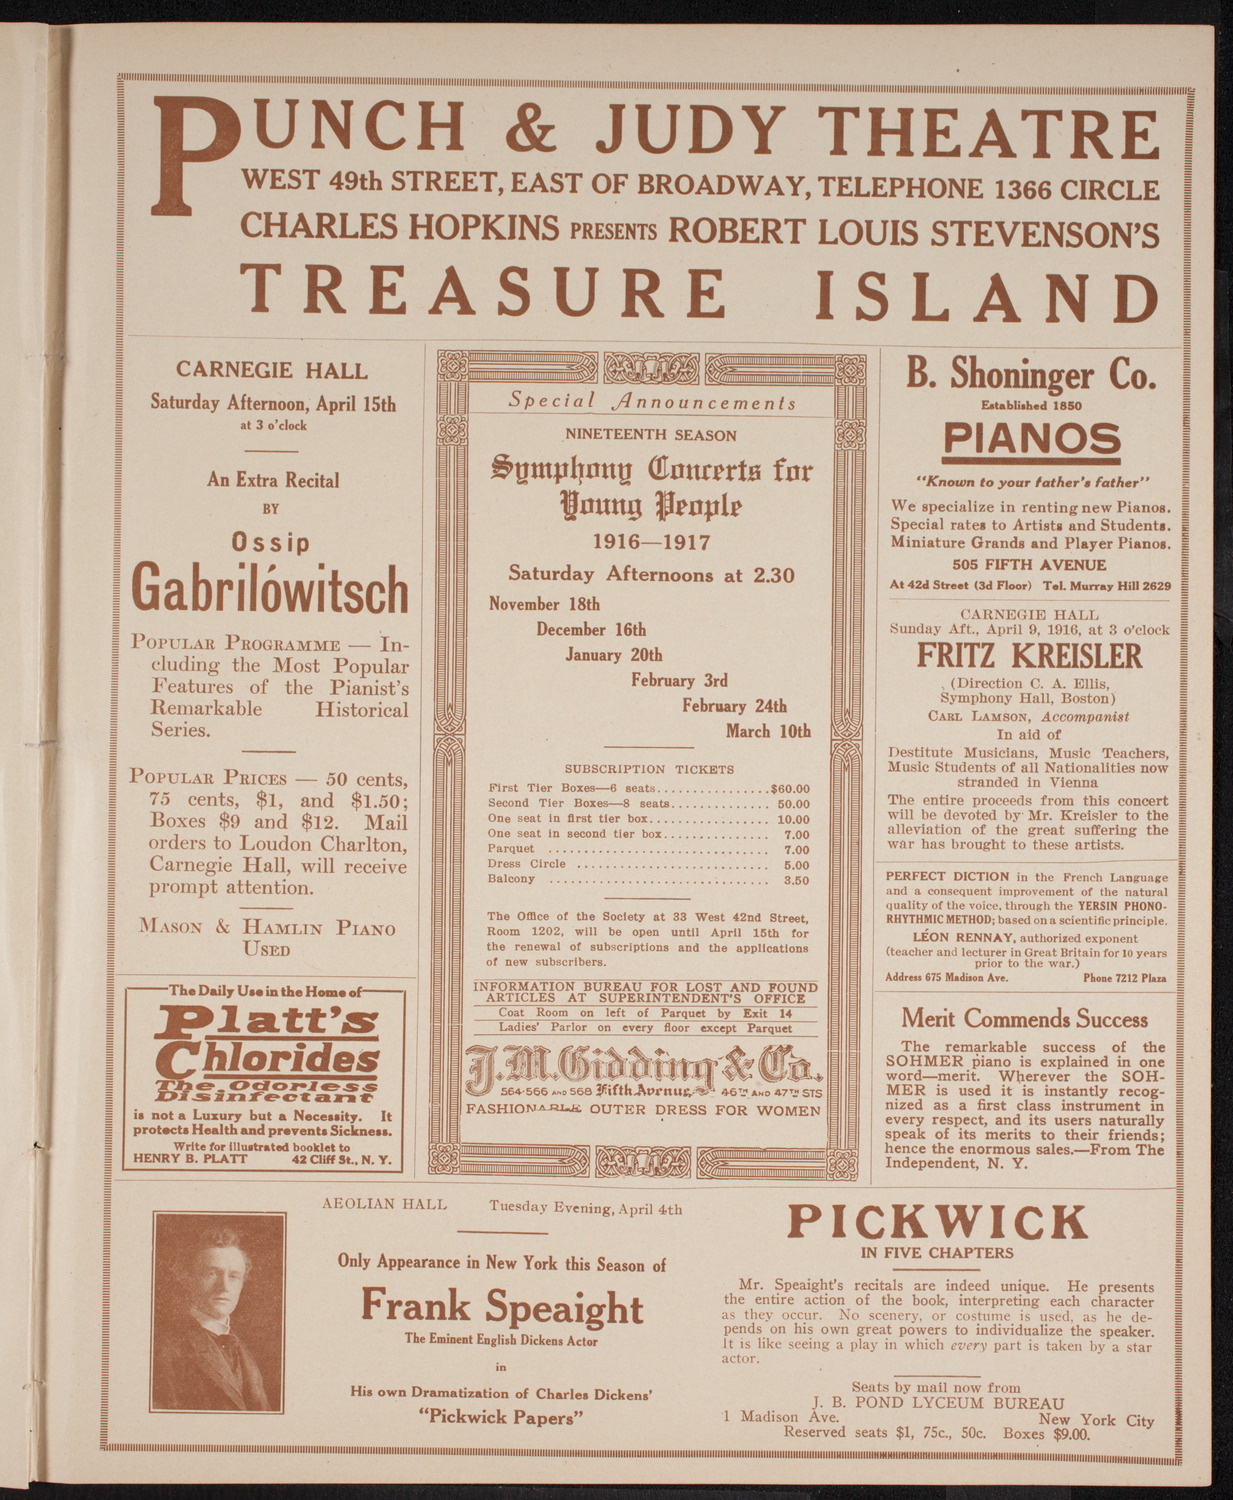 PUNCH & JUDY THEATRE
WEST 49th STREET, EAST OF BROADWAY, TELEPHONE 1366 CIRCLE
CHARLES HOPKINS PRESENTS ROBERT LOUIS STEVENSON'S
TREASURE ISLAND
CARNEGIE HALL
Saturday Afternoon, April 15th
at 3 o'clock
An Extra Recital
BY
Ossip
Gabrilówitsch
POPULAR PROGRAMME — In-
cluding the Most Popular
Features of the Pianist's
Remarkable Historical
Series.
POPULAR PRICES — 50 cents,
75 cents, $1, and $1.50;
Boxes $9 and $12. Mail
orders to Loudon Charlton,
Carnegie Hall, will receive
prompt attention.
MASON & HAMLIN PIANO
USED
The Daily Use in the Home of
Platt's
Chlorides
The Odorless
Disinfectant
is not a Luxury but a Necessity. It
protects Health and prevents Sickness.
Write for illustrated booklet to
HENRY B. PLATT 42 Cliff St., N. Y.
Special Announcements
NINETEENTH SEASON
Symphony Concerts for
Young People
1916—1917
Saturday Afternoons at 2.30
November 18th
December 16th
January 20th
February 3rd
February 24th
March 10th
SUBSCRIPTION TICKETS
First Tier Boxes—6 seats...............$60.00
Second Tier Boxes—8 seats............. 50.00
One seat in first tier box................ 10.00
One seat in second tier box.............. 7.00
Parquet ............................. 7.00
Dress Circle ......................... 5.00
Balcony ............................. 3.50
The Office of the Society at 33 West 42nd Street,
Room 1202, will be open until April 15th for
the renewal of subscriptions and the applications
of new subscribers.
INFORMATION BUREAU FOR LOST AND FOUND
ARTICLES AT SUPERINTENDENT'S OFFICE
Coat Room on left of Parquet by Exit 14
Ladies' Parlor on every floor except Parquet
J.M. Gidding & Co.
564-566 AND 568 Fifth Avenue 46TH AND 47TH STS
FASHIONABLE OUTER DRESS FOR WOMEN
B. Shoninger Co.
Established 1850
PIANOS
"Known to your father's father"
We specialize in renting new Pianos.
Special rates to Artists and Students.
Miniature Grands and Player Pianos.
505 FIFTH AVENUE
At 42d Street (3d Floor) Tel. Murray Hill 2629
CARNEGIE HALL
Sunday Aft., April 9, 1916, at 3 o'clock
FRITZ KREISLER
(Direction C. A. Ellis,
Symphony Hall, Boston)
CARL LAMSON, Accompanist
In aid of
Destitute Musicians, Music Teachers,
Music Students of all Nationalities now
stranded in Vienna
The entire proceeds from this concert
will be devoted by Mr. Kreisler to the
alleviation of the great suffering the
war has brought to these artists.
PERFECT DICTION in the French Language
and a consequent improvement of the natural
quality of the voice, through the YERSIN PHONO-
RHYTHMIC METHOD; based on a scientific principle.
LÉON RENNAY, authorized exponent
(teacher and lecturer in Great Britain for 10 years
prior to the war.)
Address 675 Madison Ave. Phone 7212 Plaza
Merit Commends Success
The remarkable success of the
SOHMER piano is explained in one
word—merit. Wherever the SOH-
MER is used it is instantly recog-
nized as a first class instrument in
every respect, and its users naturally
speak of its merits to their friends;
hence the enormous sales.—From The
Independent, N. Y.
AEOLIAN HALL Tuesday Evening, April 4th
Only Appearance in New York this Season of
Frank Speaight
The Eminent English Dickens Actor
in
His own Dramatization of Charles Dickens'
"Pickwick Papers"
PICKWICK
IN FIVE CHAPTERS
Mr. Speaight's recitals are indeed unique. He presents
the entire action of the book, interpreting each character
as they occur. No scenery, or costume is used, as he de-
pends on his own great powers to individualize the speaker.
It is like seeing a play in which every part is taken by a star
actor.
Seats by mail now from
J. B. POND LYCEUM BUREAU
1 Madison Ave. New York City
Reserved seats $1, 75c., 50c. Boxes $9.00.